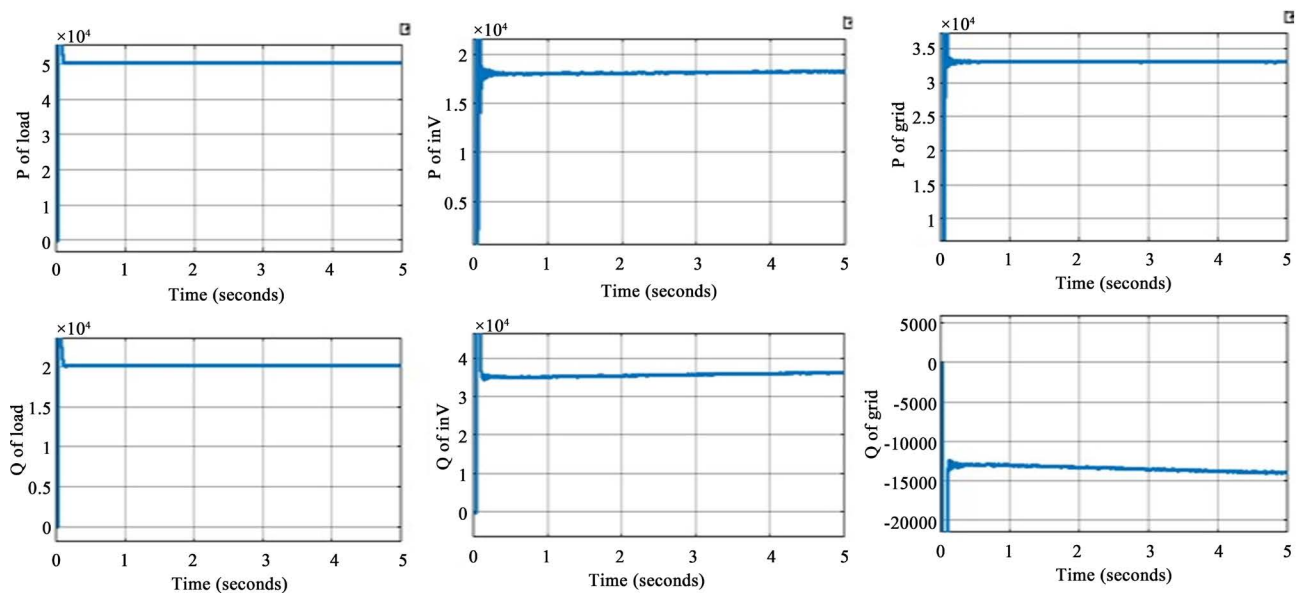 ×10⁴
5
4
3
2
1
0
P of load
0 1 2 3 4 5
Time (seconds)
×10⁴
2
1.5
1
0.5
P of inV
0 1 2 3 4 5
Time (seconds)
×10⁴
3.5
3
2.5
2
1.5
1
P of grid
0 1 2 3 4 5
Time (seconds)
×10⁴
2
1.5
1
0.5
0
Q of load
0 1 2 3 4 5
Time (seconds)
×10⁴
4
3
2
1
0
Q of inV
0 1 2 3 4 5
Time (seconds)
5000
0
-5000
-10000
-15000
-20000
Q of grid
0 1 2 3 4 5
Time (seconds)